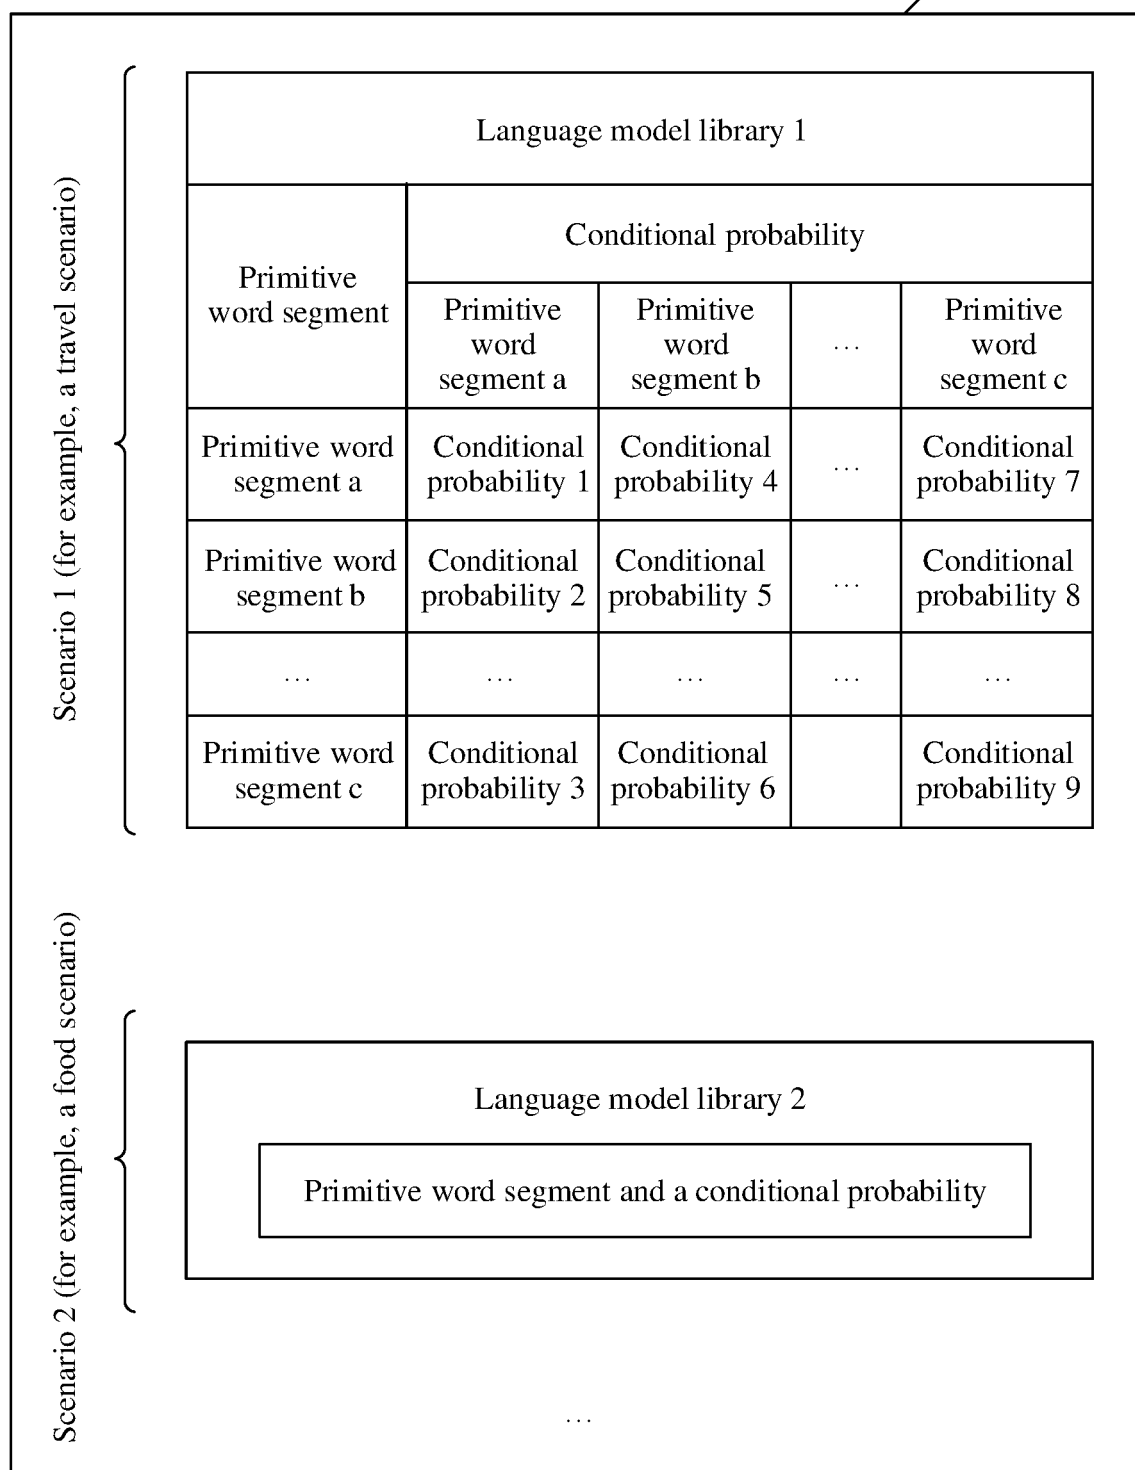 Scenario 1 (for example, a travel scenario)
Language model library 1
Primitive
word segment
Conditional probability
Primitive
word
segment a
Primitive
word
segment b
...
Primitive
word
segment c
Primitive word
segment a
Conditional
probability 1
Conditional
probability 4
...
Conditional
probability 7
Primitive word
segment b
Conditional
probability 2
Conditional
probability 5
...
Conditional
probability 8
...
...
...
...
...
Primitive word
segment c
Conditional
probability 3
Conditional
probability 6
Conditional
probability 9
Scenario 2 (for example, a food scenario)
Language model library 2
Primitive word segment and a conditional probability
...